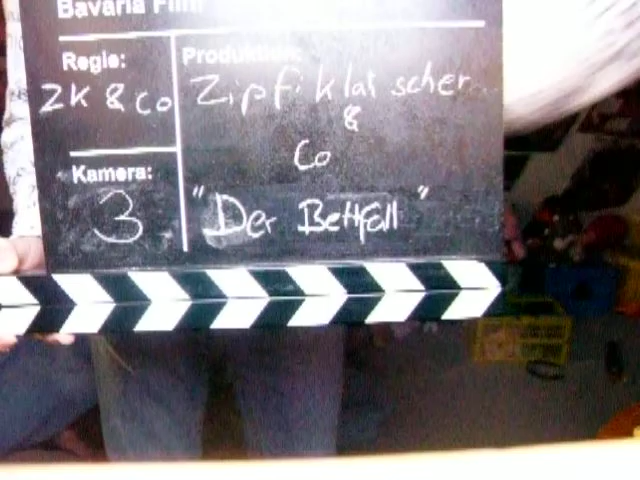 Bavaria Film
Regie:
ZK & Co
Produktion:
Zipfiklatscher
&
Co
Kamera:
3
"Der Bettfall"